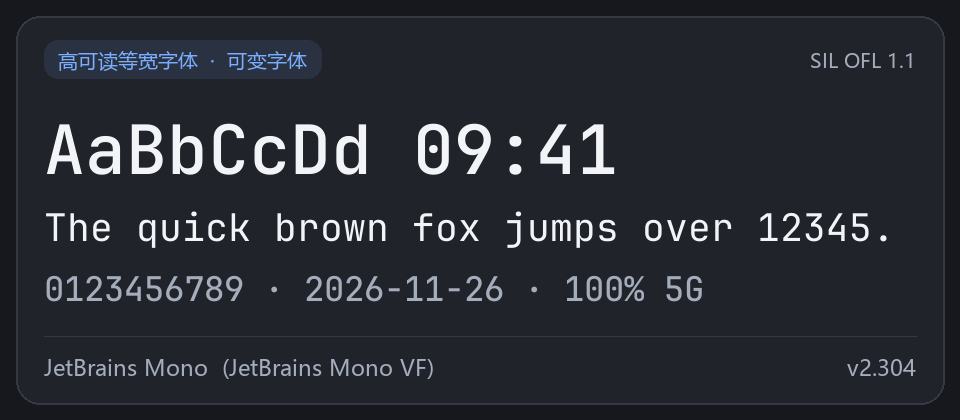 高可读等宽字体 · 可变字体
SIL OFL 1.1
AaBbCcDd 09:41
The quick brown fox jumps over 12345.
0123456789 · 2026-11-26 · 100% 5G
JetBrains Mono (JetBrains Mono VF)
v2.304